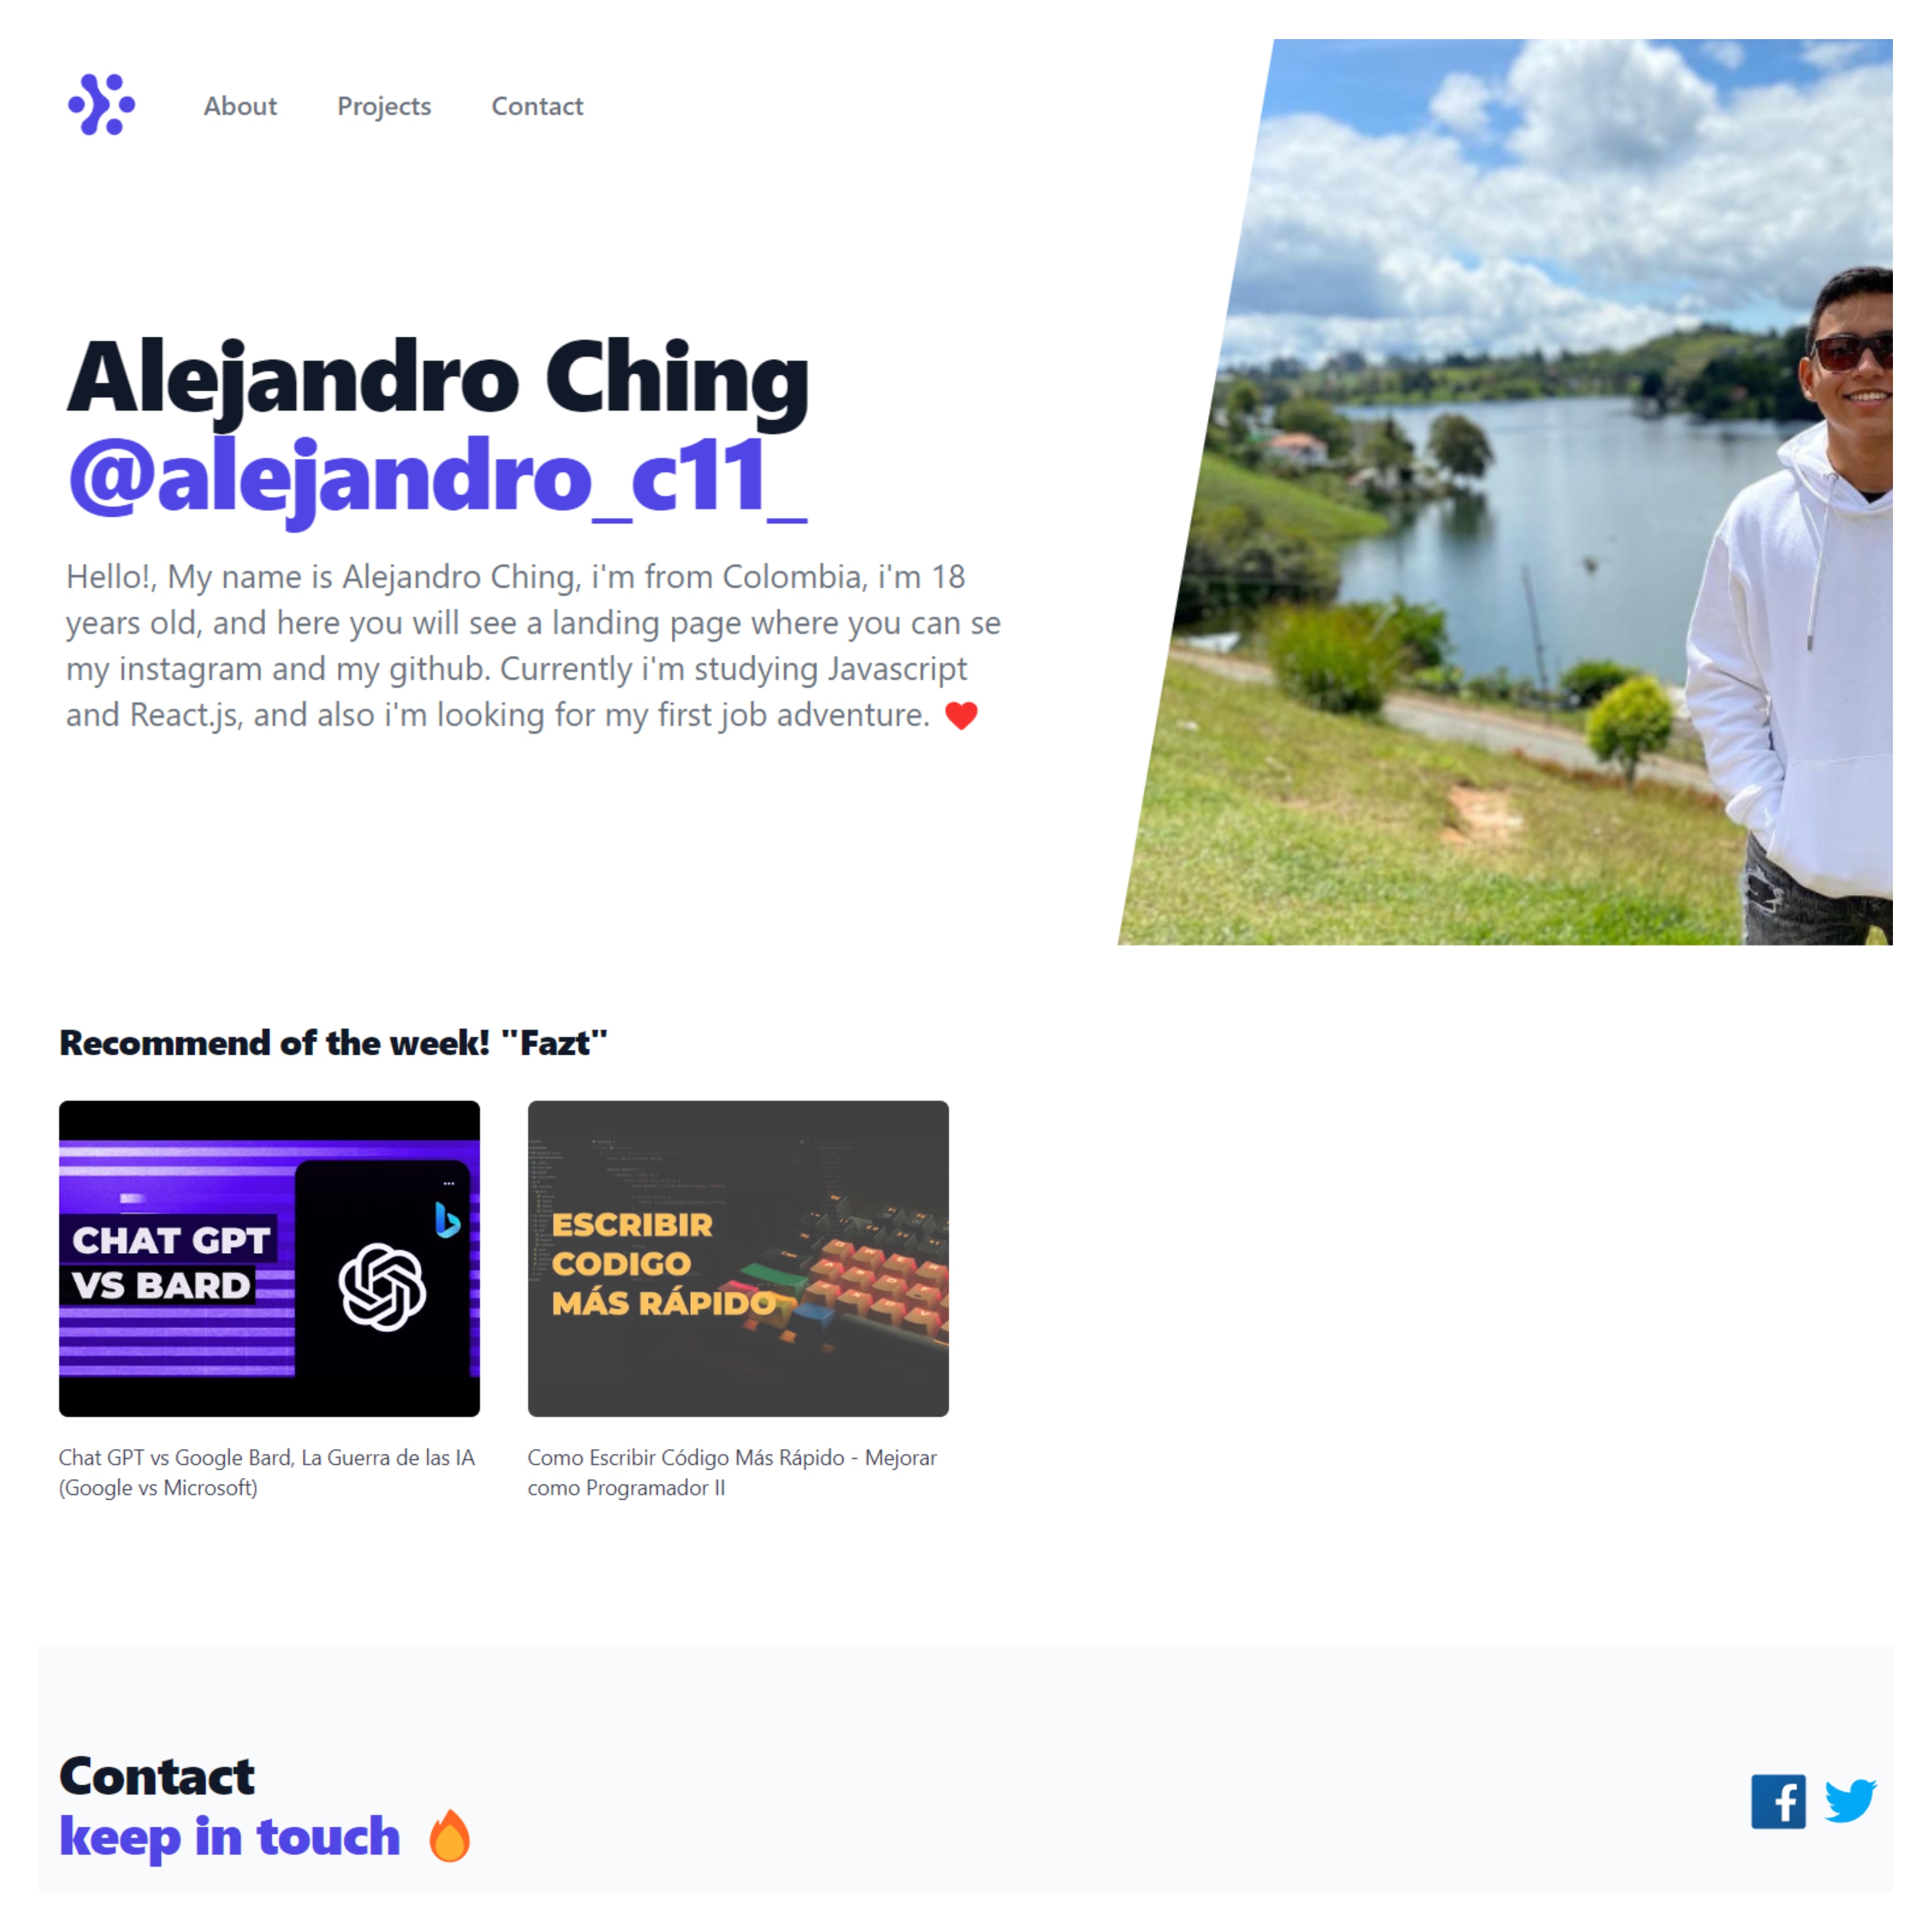 About Projects Contact
Alejandro Ching
@alejandro_c11_
Hello!, My name is Alejandro Ching, i'm from Colombia, i'm 18
years old, and here you will see a landing page where you can se
my instagram and my github. Currently i'm studying Javascript
and React.js, and also i'm looking for my first job adventure. ❤️
Recommend of the week! "Fazt"
CHAT GPT
VS BARD
ESCRIBIR
CODIGO
MÁS RÁPIDO
Chat GPT vs Google Bard, La Guerra de las IA
(Google vs Microsoft)
Como Escribir Código Más Rápido - Mejorar
como Programador II
Contact
keep in touch 🔥